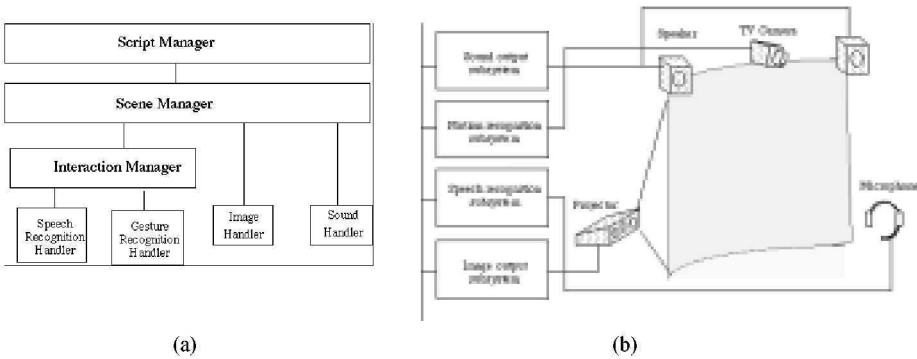 Script Manager
Scene Manager
Interaction Manager
Speech
Recognition
Handler
Gesture
Recognition
Handler
Image
Handler
Sound
Handler
(a)
Sound output
subsystem
Motion recognition
subsystem
Speech recognition
subsystem
Image output
subsystem
Speaker
TV Camera
Projector
Microphone
(b)